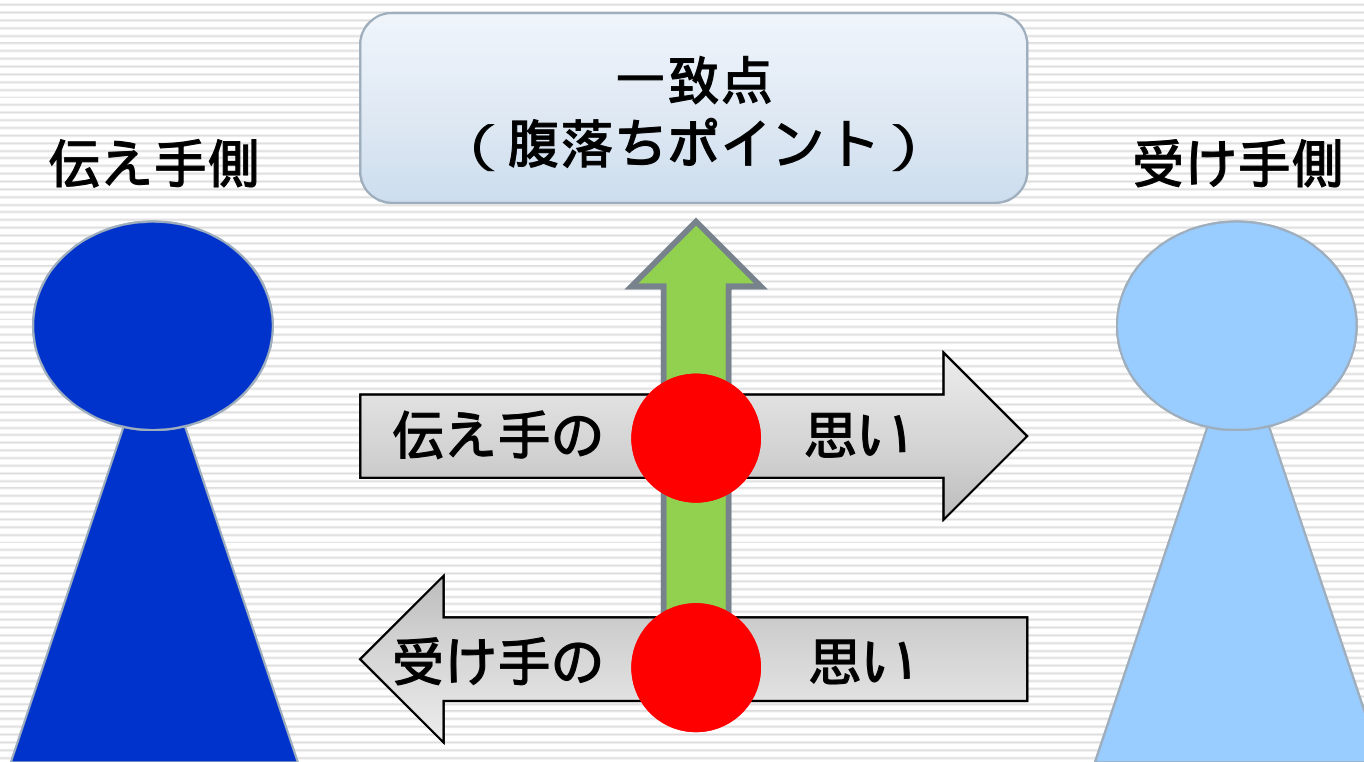 一致点
（腹落ちポイント）
伝え手側
受け手側
伝え手の 思い
受け手の 思い